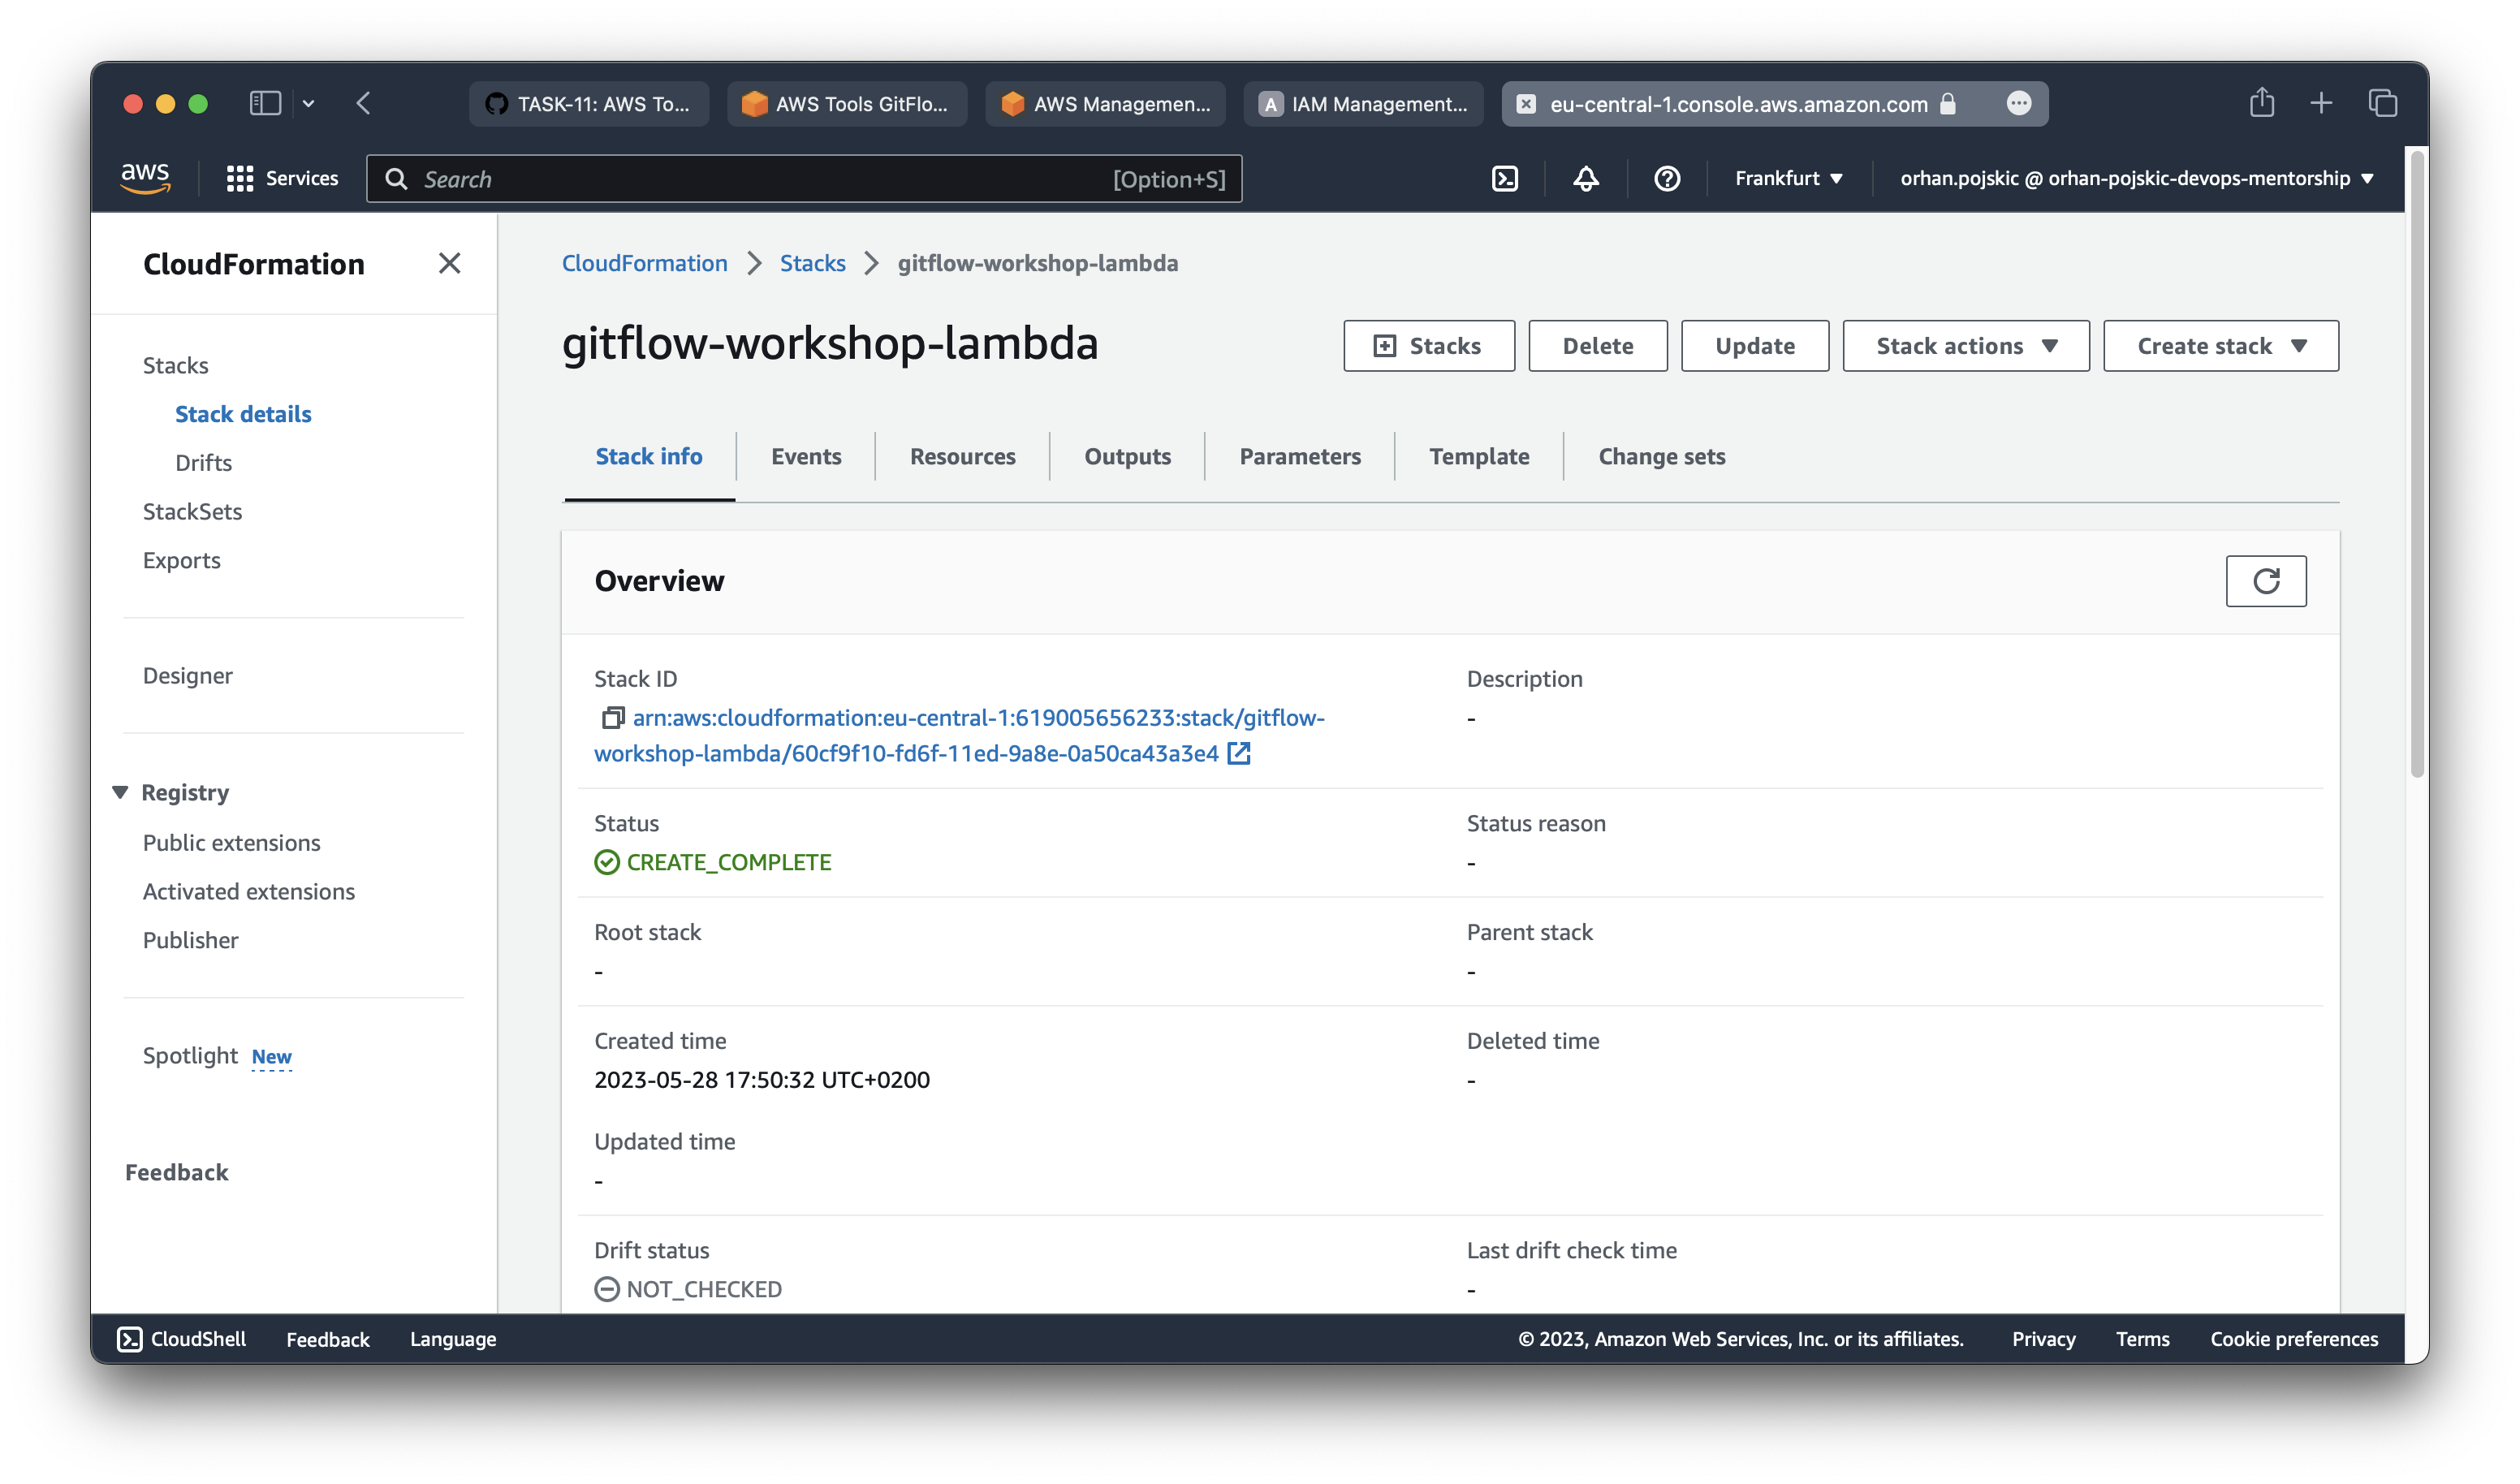 TASK-11: AWS To...
AWS Tools GitFlo...
AWS Managemen...
A IAM Management...
eu-central-1.console.aws.amazon.com
aws
Services
Search
[Option+S]
Frankfurt
orhan.pojskic @ orhan-pojskic-devops-mentorship
CloudFormation
Stacks
Stack details
Drifts
StackSets
Exports
Designer
Registry
Public extensions
Activated extensions
Publisher
Spotlight New
Feedback
CloudFormation > Stacks > gitflow-workshop-lambda
gitflow-workshop-lambda
Stacks
Delete
Update
Stack actions
Create stack
Stack info
Events
Resources
Outputs
Parameters
Template
Change sets
Overview
Stack ID
arn:aws:cloudformation:eu-central-1:619005656233:stack/gitflow-
workshop-lambda/60cf9f10-fd6f-11ed-9a8e-0a50ca43a3e4
Description
-
Status
CREATE_COMPLETE
Status reason
-
Root stack
-
Parent stack
-
Created time
2023-05-28 17:50:32 UTC+0200
Deleted time
-
Updated time
-
Drift status
NOT_CHECKED
Last drift check time
-
CloudShell
Feedback
Language
© 2023, Amazon Web Services, Inc. or its affiliates.
Privacy
Terms
Cookie preferences